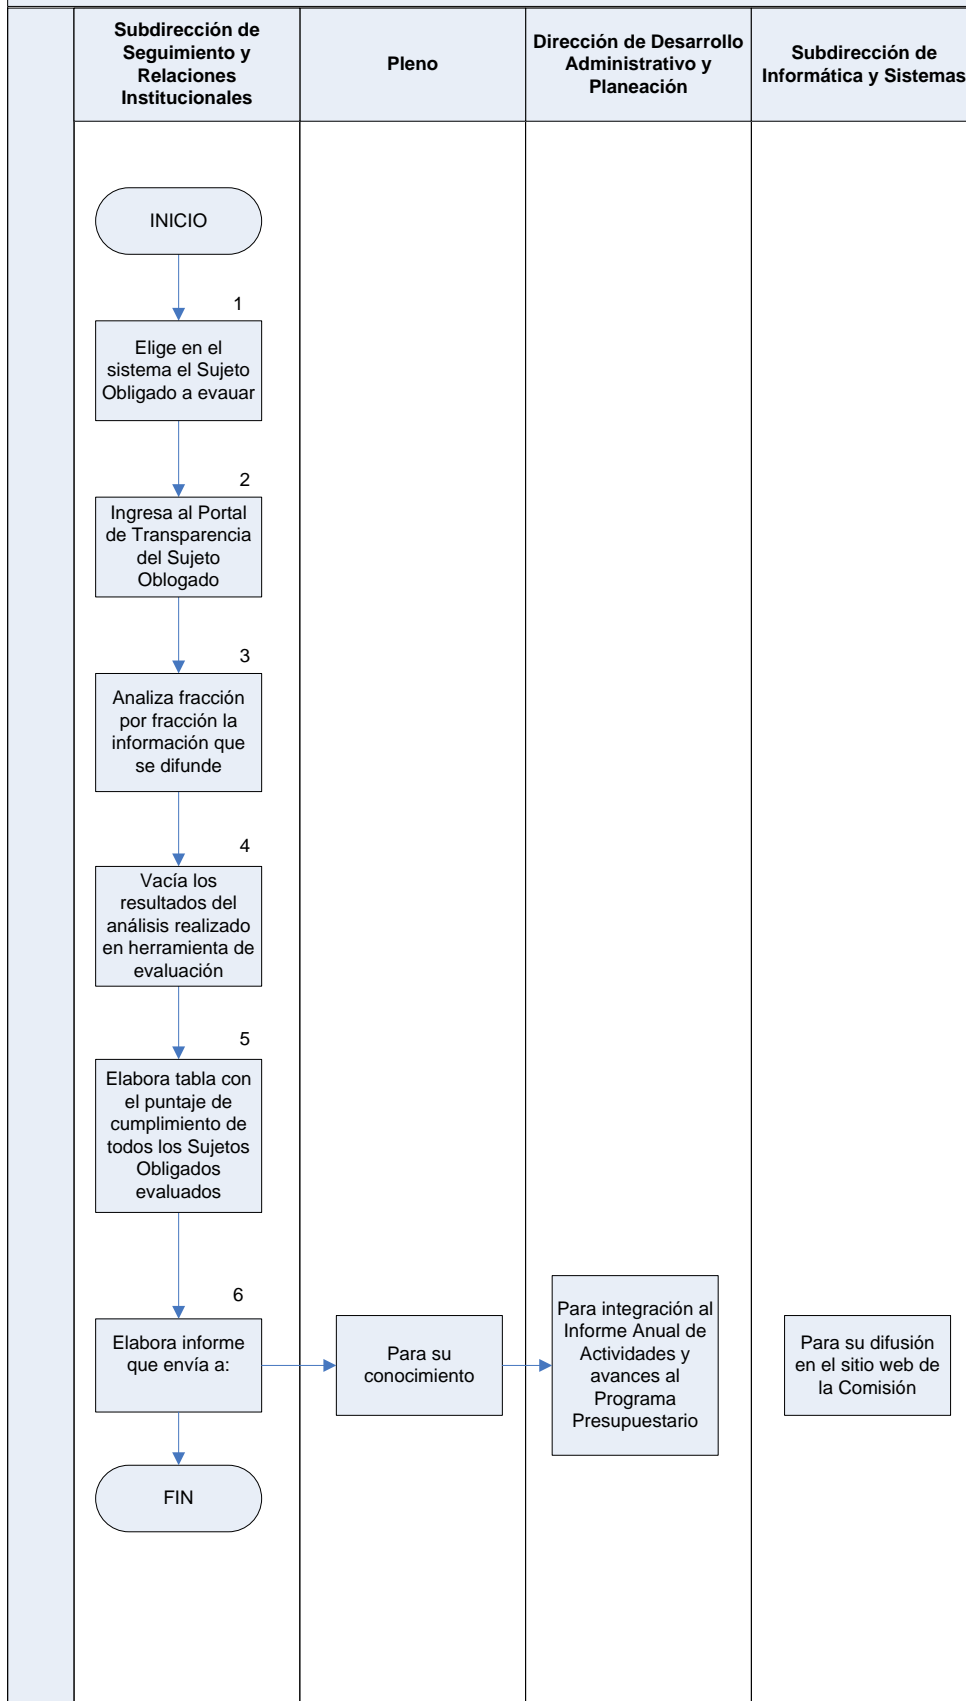 Subdirección de
Seguimiento y
Relaciones
Institucionales
Pleno
Dirección de Desarrollo
Administrativo y
Planeación
Subdirección de
Informática y Sistemas
INICIO
1
Elige en el
sistema el Sujeto
Obligado a evauar
2
Ingresa al Portal
de Transparencia
del Sujeto
Oblogado
3
Analiza fracción
por fracción la
información que
se difunde
4
Vacía los
resultados del
análisis realizado
en herramienta de
evaluación
5
Elabora tabla con
el puntaje de
cumplimiento de
todos los Sujetos
Obligados
evaluados
6
Elabora informe
que envía a:
Para su
conocimiento
Para integración al
Informe Anual de
Actividades y
avances al
Programa
Presupuestario
Para su difusión
en el sitio web de
la Comisión
FIN